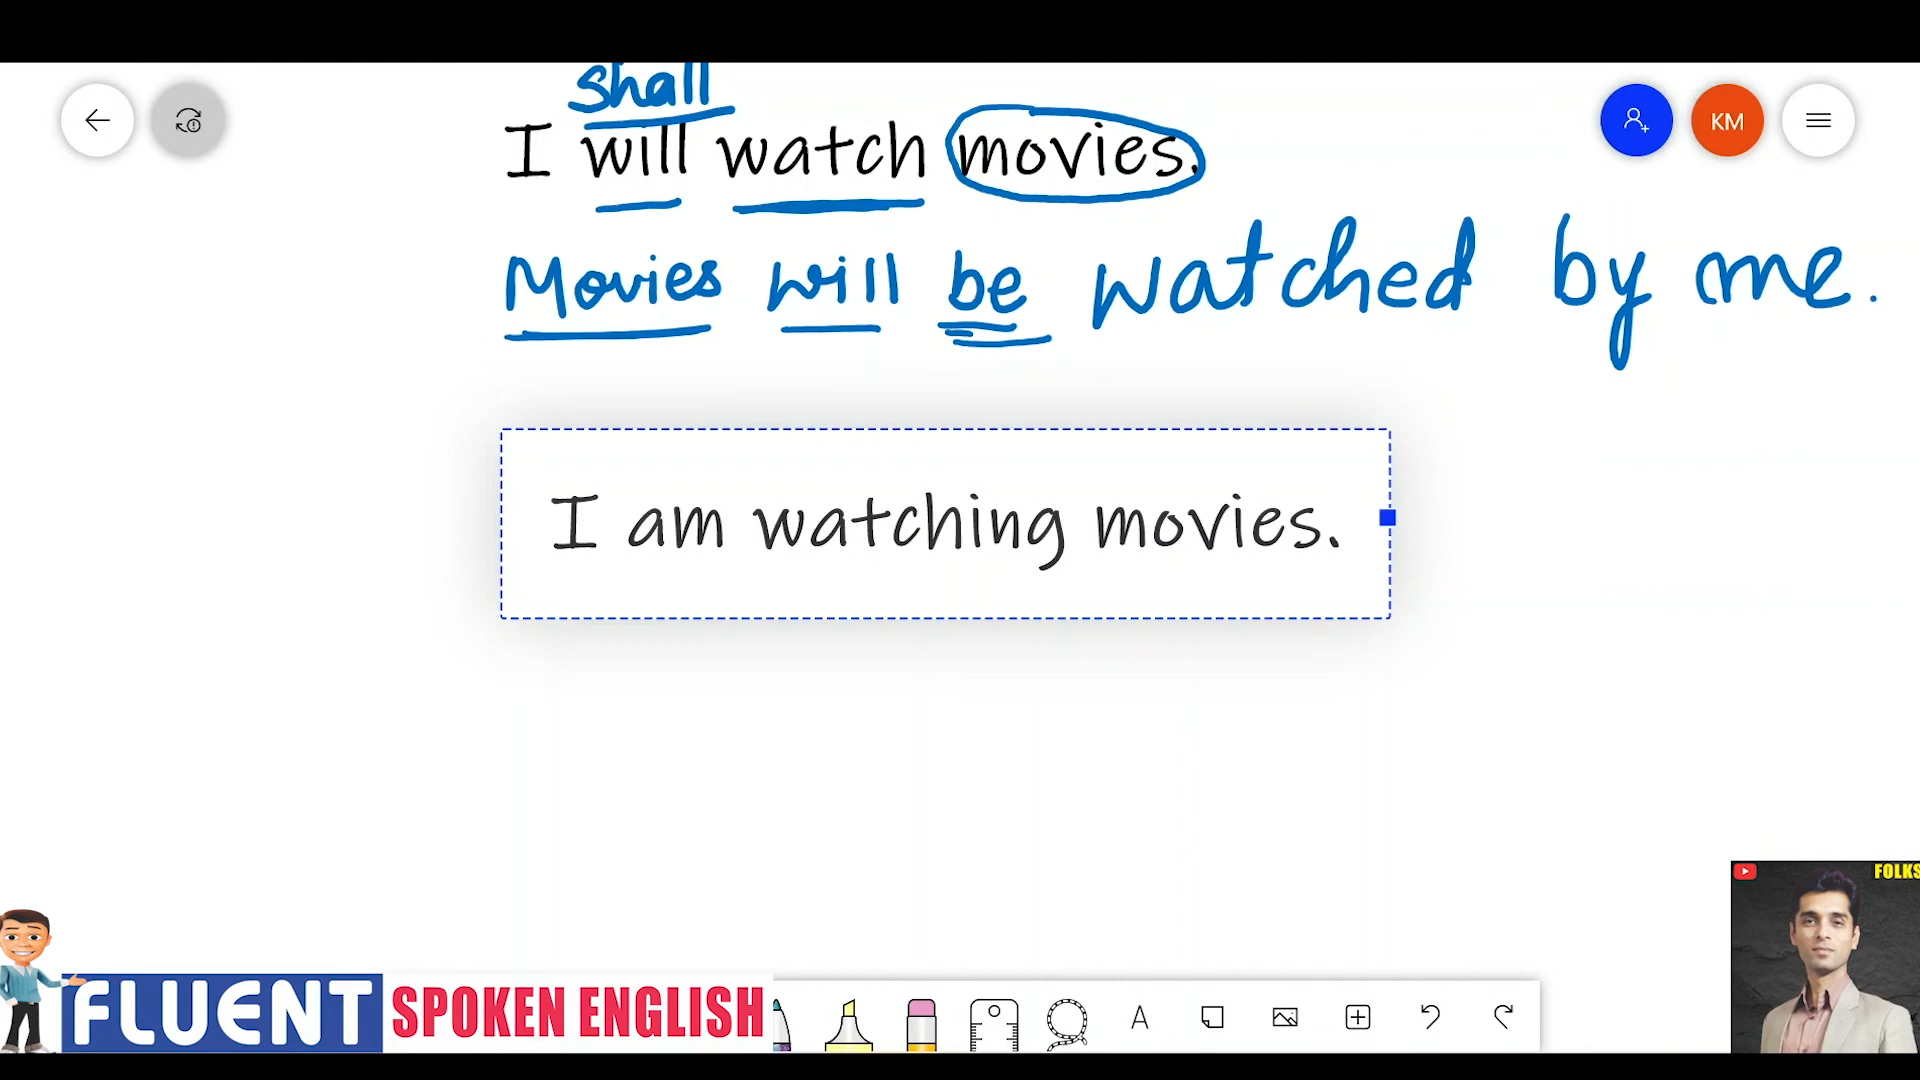 shall
I will watch movies.
Movies will be watched by me.
I am watching movies.
KM
FOLKS
FLUENT SPOKEN ENGLISH
A